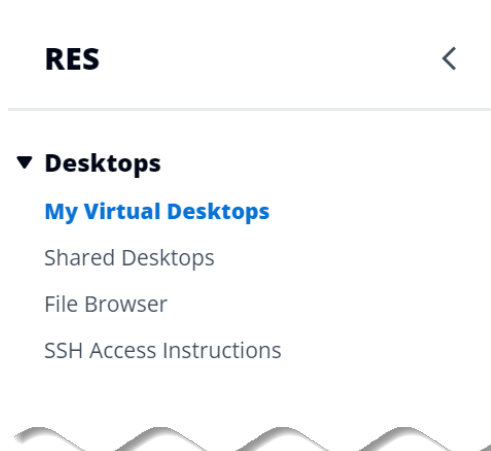 RES
Desktops
My Virtual Desktops
Shared Desktops
File Browser
SSH Access Instructions